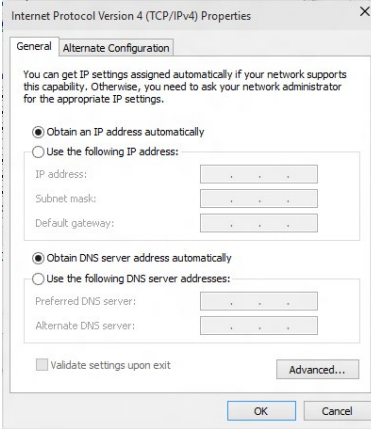 Internet Protocol Version 4 (TCP/IPv4) Properties
General
Alternate Configuration
You can get IP settings assigned automatically if your network supports
this capability. Otherwise, you need to ask your network administrator
for the appropriate IP settings.
Obtain an IP address automatically
Use the following IP address:
IP address:
Subnet mask:
Default gateway:
Obtain DNS server address automatically
Use the following DNS server addresses:
Preferred DNS server:
Alternate DNS server:
Validate settings upon exit
Advanced...
OK
Cancel